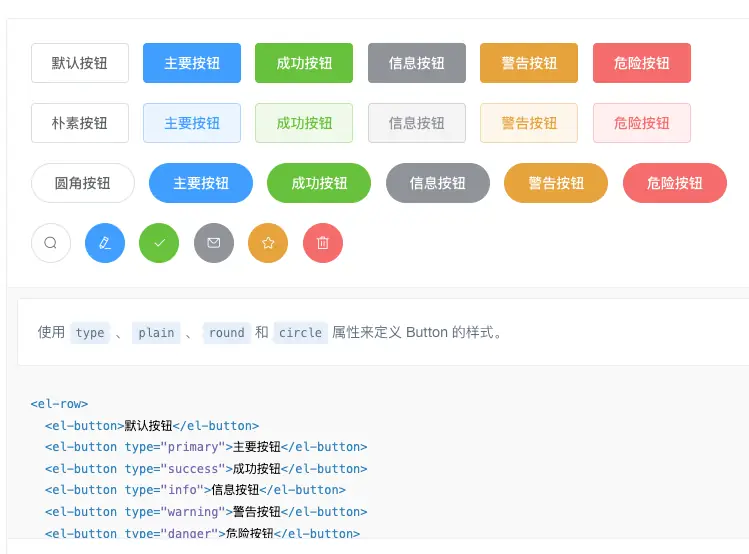 默认按钮 主要按钮 成功按钮 信息按钮 警告按钮 危险按钮
朴素按钮 主要按钮 成功按钮 信息按钮 警告按钮 危险按钮
圆角按钮 主要按钮 成功按钮 信息按钮 警告按钮 危险按钮
使用 type 、 plain 、 round 和 circle 属性来定义 Button 的样式。
<el-row>
<el-button>默认按钮</el-button>
<el-button type="primary">主要按钮</el-button>
<el-button type="success">成功按钮</el-button>
<el-button type="info">信息按钮</el-button>
<el-button type="warning">警告按钮</el-button>
<el-button type="danger">危险按钮</el-button>